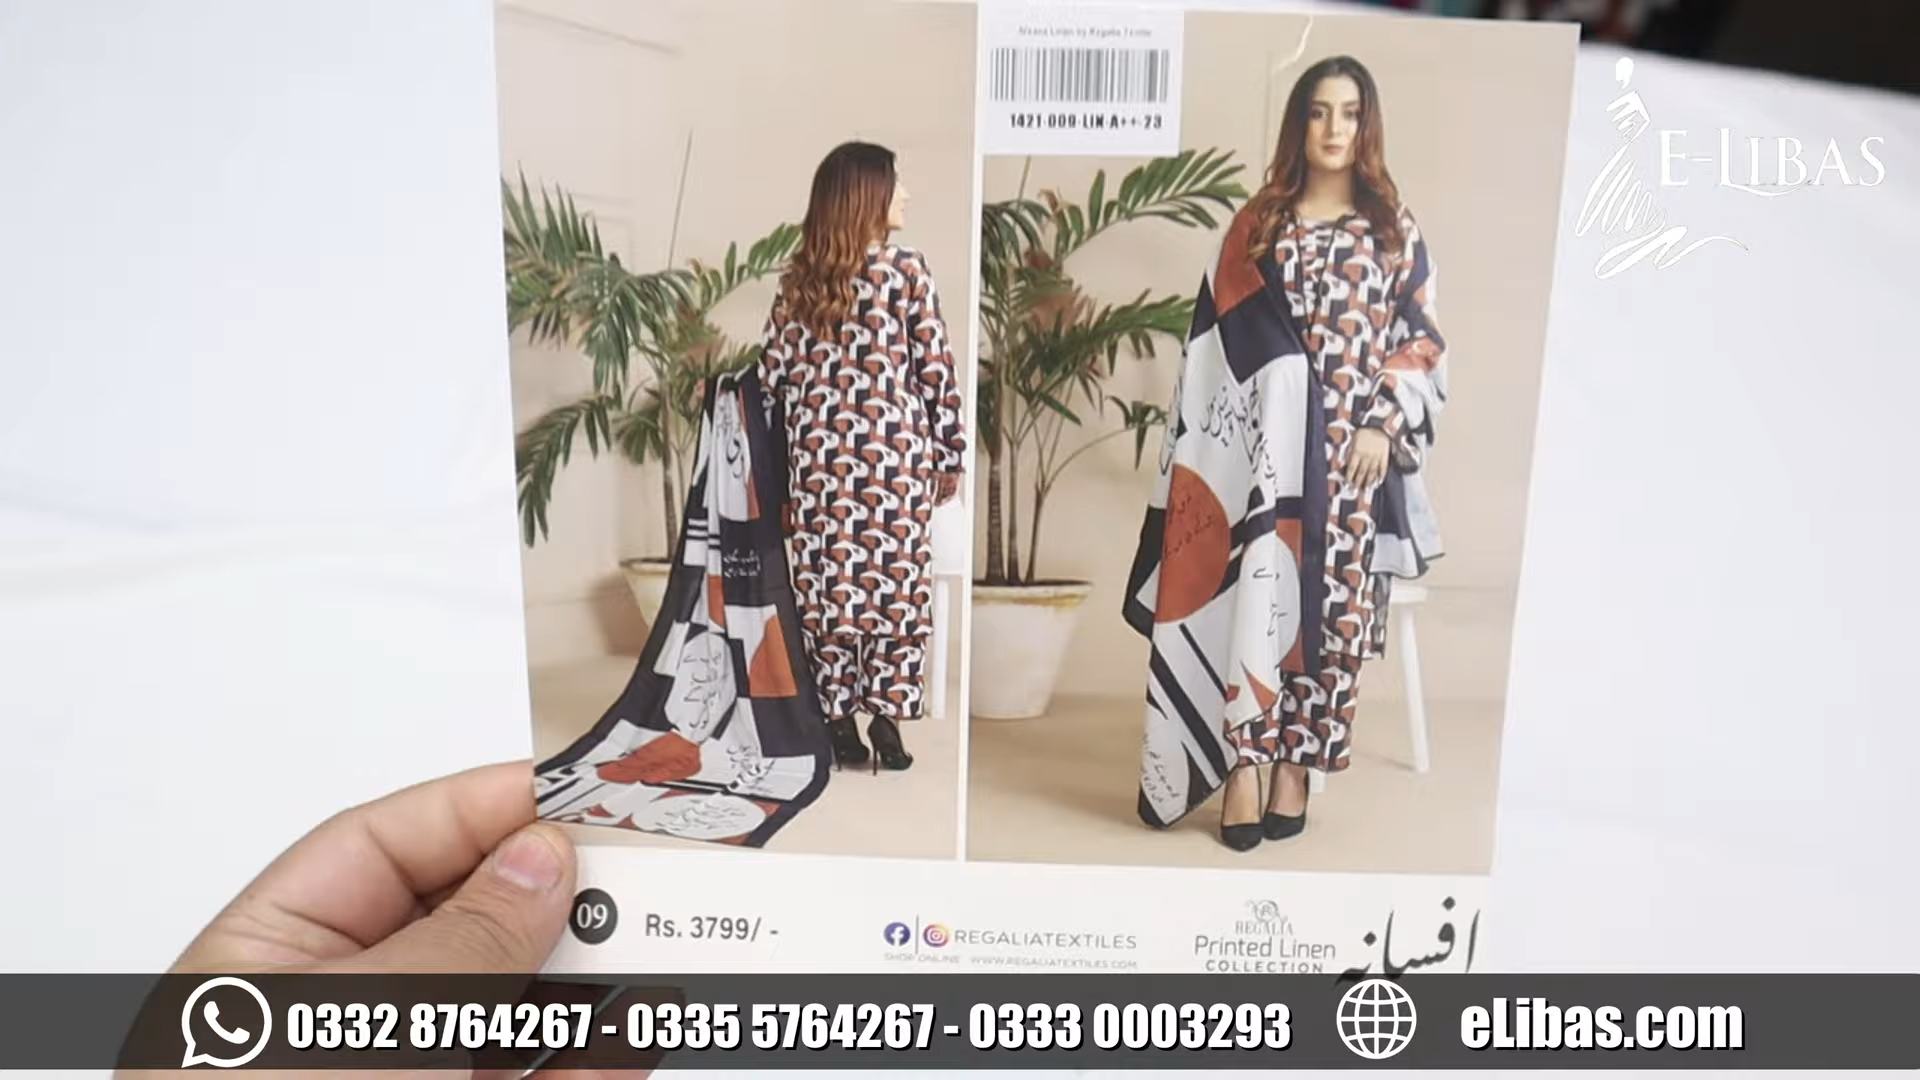 Afsana Linen by Regalia Textile
1421-009-LIN-A++-23
E-LIBAS
09
Rs. 3799/-
REGALIATEXTILES
SHOP ONLINE WWW.REGALIATEXTILES.COM
REGALIA
Printed Linen
COLLECTION
افسانہ
0332 8764267 - 0335 5764267 - 0333 0003293
eLibas.com